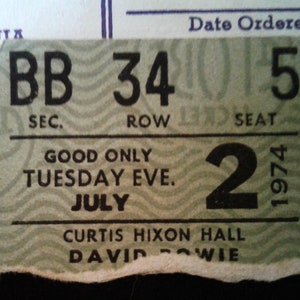 Date Ordere
BB 34 5
SEC. ROW SEAT
GOOD ONLY
TUESDAY EVE.
JULY 2 1974
CURTIS HIXON HALL
DAVID BOWIE